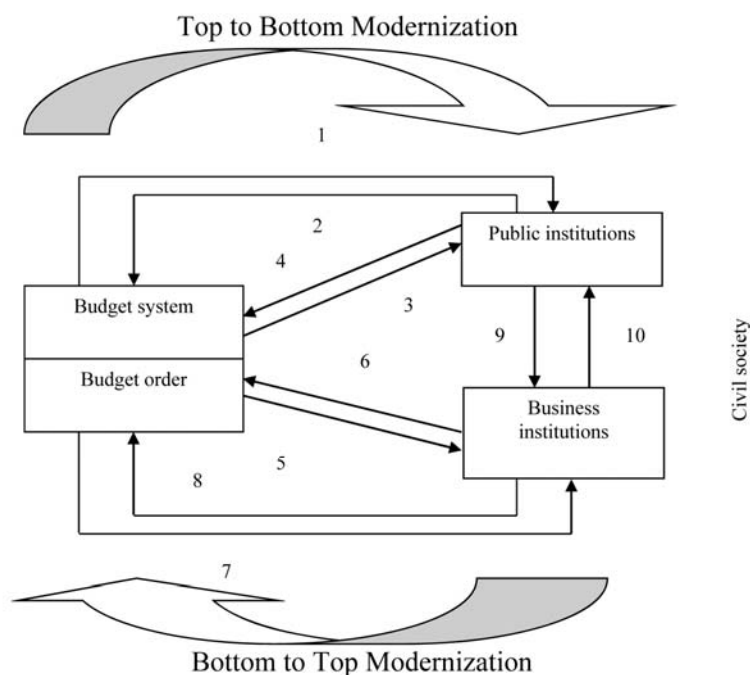 Top to Bottom Modernization
1
2
Public institutions
4
Budget system
3
9
10
6
Budget order
Business
institutions
Civil society
5
8
7
Bottom to Top Modernization